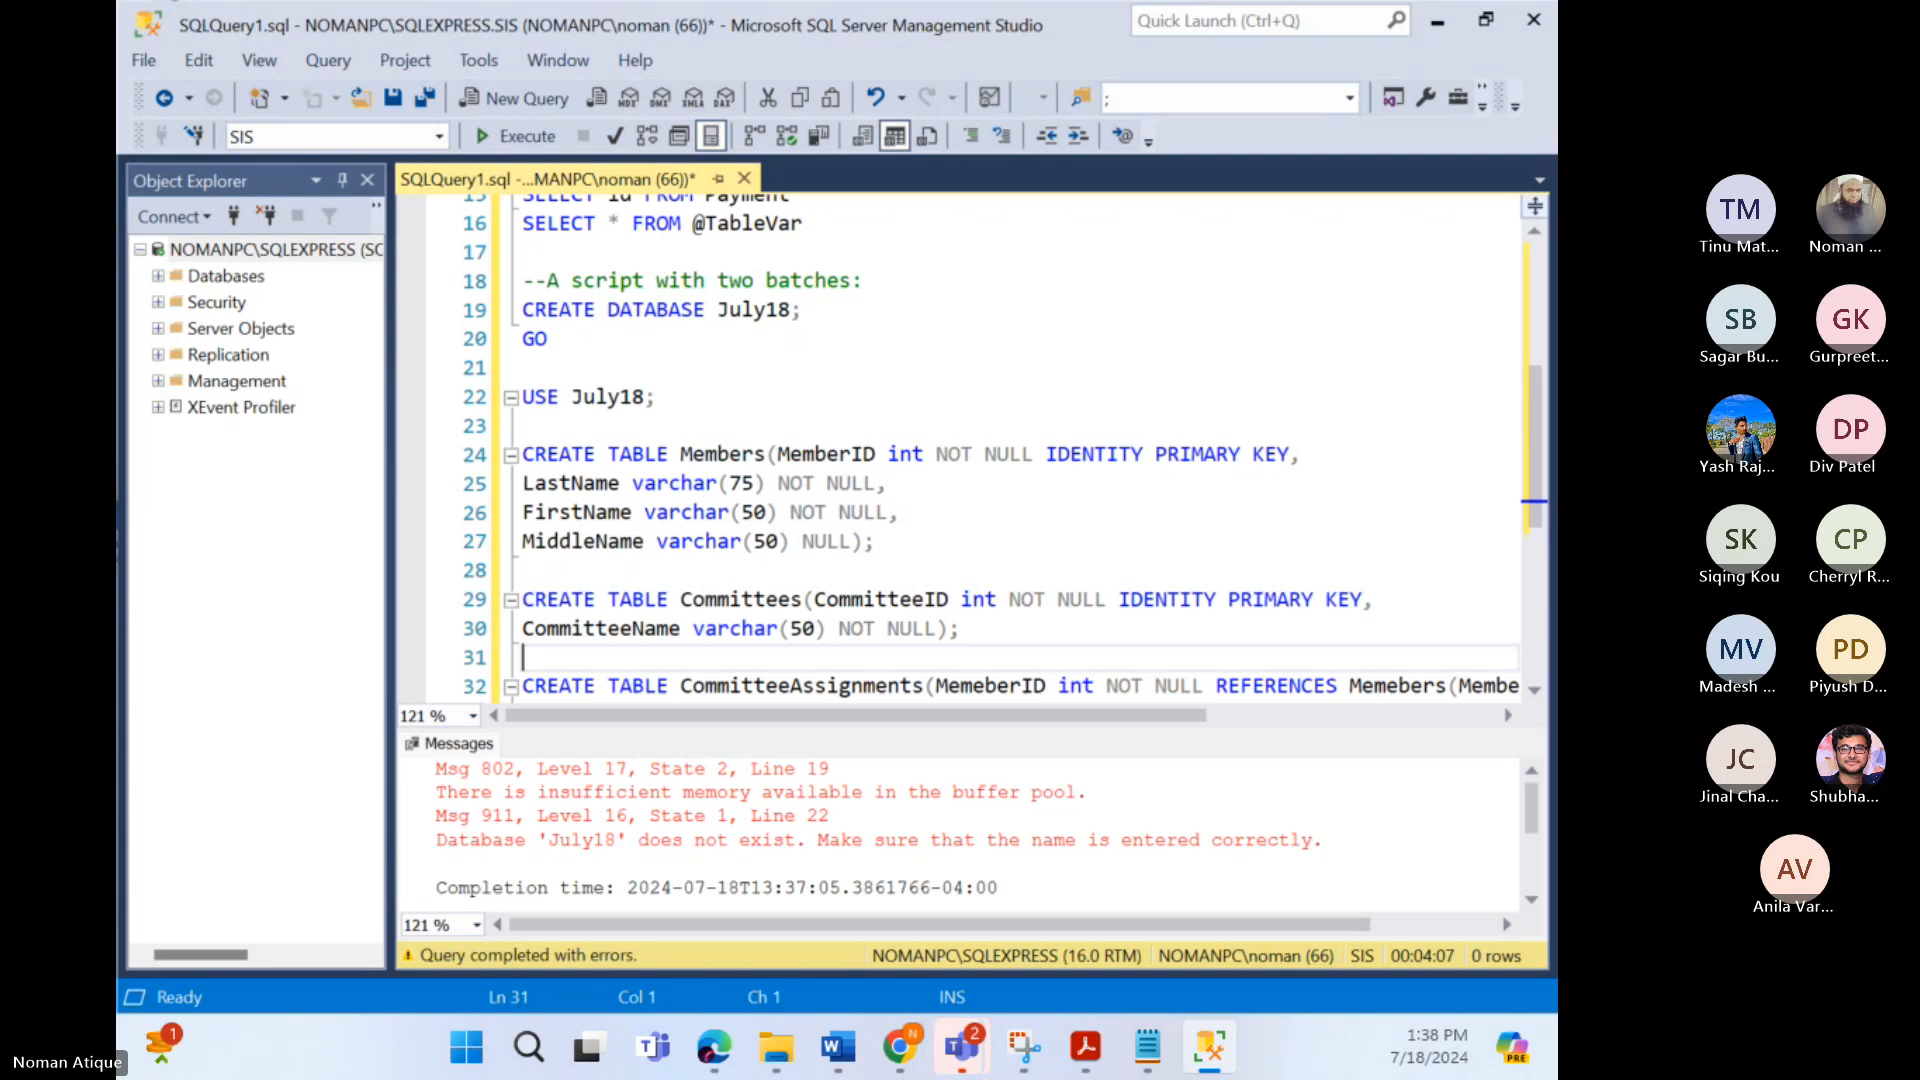 SQLQuery1.sql - NOMANPC\SQLEXPRESS.SIS (NOMANPC\noman (66))* - Microsoft SQL Server Management Studio
Quick Launch (Ctrl+Q)
File Edit View Query Project Tools Window Help
New Query
MDX DMX XMLA DAX
;
SIS
Execute
Object Explorer
Connect
NOMANPC\SQLEXPRESS (SC
Databases
Security
Server Objects
Replication
Management
XEvent Profiler
SQLQuery1.sql -...MANPC\noman (66))*
15 SELECT id FROM Payment
16 SELECT * FROM @TableVar
17
18 --A script with two batches:
19 CREATE DATABASE July18;
20 GO
21
22 USE July18;
23
24 CREATE TABLE Members(MemberID int NOT NULL IDENTITY PRIMARY KEY,
25 LastName varchar(75) NOT NULL,
26 FirstName varchar(50) NOT NULL,
27 MiddleName varchar(50) NULL);
28
29 CREATE TABLE Committees(CommitteeID int NOT NULL IDENTITY PRIMARY KEY,
30 CommitteeName varchar(50) NOT NULL);
31
32 CREATE TABLE CommitteeAssignments(MemeberID int NOT NULL REFERENCES Memebers(Membe
121 %
Messages
Msg 802, Level 17, State 2, Line 19
There is insufficient memory available in the buffer pool.
Msg 911, Level 16, State 1, Line 22
Database 'July18' does not exist. Make sure that the name is entered correctly.
Completion time: 2024-07-18T13:37:05.3861766-04:00
121 %
Query completed with errors.
NOMANPC\SQLEXPRESS (16.0 RTM) NOMANPC\noman (66) SIS 00:04:07 0 rows
Ready Ln 31 Col 1 Ch 1 INS
1
N
2
PRE
1:38 PM
7/18/2024
Noman Atique
TM
Tinu Mat...
Noman ...
SB
Sagar Bu...
GK
Gurpreet...
Yash Raj...
DP
Div Patel
SK
Siqing Kou
CP
Cherryl R...
MV
Madesh ...
PD
Piyush D...
JC
Jinal Cha...
Shubha...
AV
Anila Var...